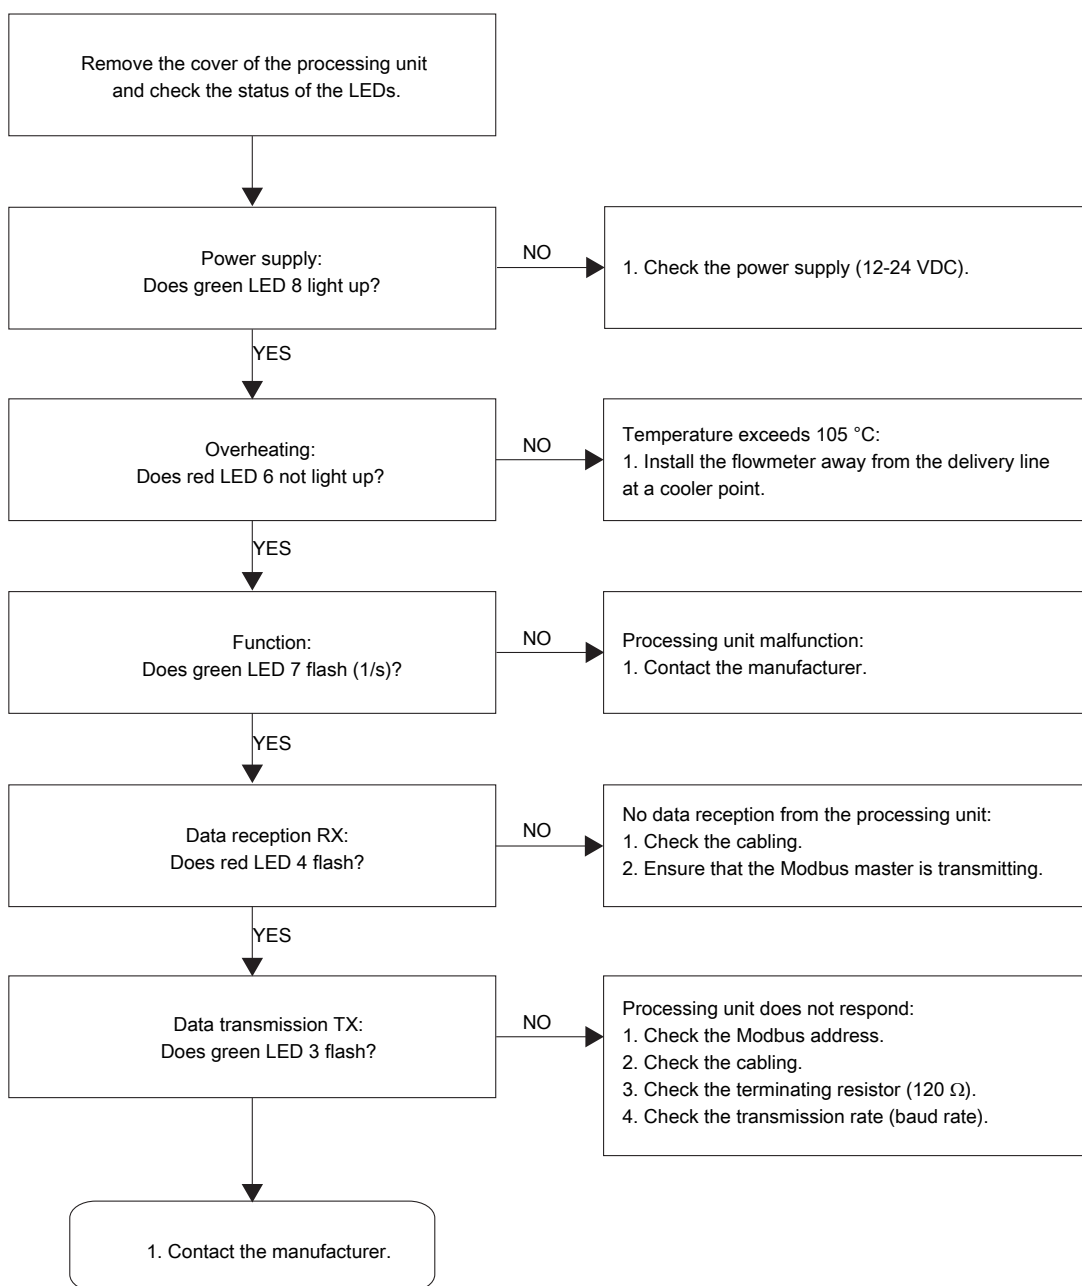 Remove the cover of the processing unit
and check the status of the LEDs.
Power supply:
Does green LED 8 light up?
NO
1. Check the power supply (12-24 VDC).
YES
Overheating:
Does red LED 6 not light up?
NO
Temperature exceeds 105 °C:
1. Install the flowmeter away from the delivery line
at a cooler point.
YES
Function:
Does green LED 7 flash (1/s)?
NO
Processing unit malfunction:
1. Contact the manufacturer.
YES
Data reception RX:
Does red LED 4 flash?
NO
No data reception from the processing unit:
1. Check the cabling.
2. Ensure that the Modbus master is transmitting.
YES
Data transmission TX:
Does green LED 3 flash?
NO
Processing unit does not respond:
1. Check the Modbus address.
2. Check the cabling.
3. Check the terminating resistor (120 Ω).
4. Check the transmission rate (baud rate).
1. Contact the manufacturer.